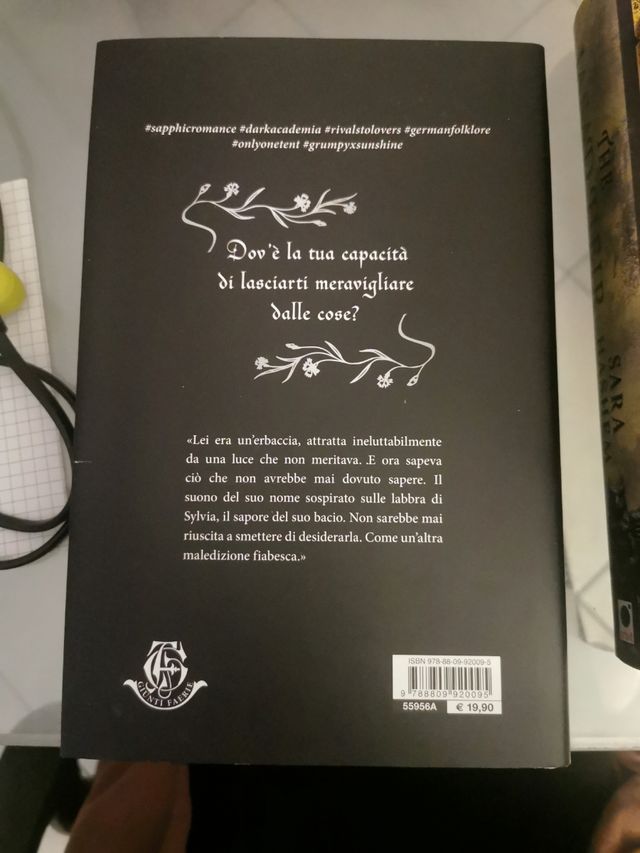 #sapphicromance #darkacademia #rivalstolovers #germanfolklore
#onlyonetent #grumpyxsunshine
Dov'è la tua capacità
di lasciarti meravigliare
dalle cose?
«Lei era un'erbaccia, attratta ineluttabilmente
da una luce che non meritava. .E ora sapeva
ciò che non avrebbe mai dovuto sapere. Il
suono del suo nome sospirato sulle labbra di
Sylvia, il sapore del suo bacio. Non sarebbe mai
riuscita a smettere di desiderarla. Come un'altra
maledizione fiabesca.»
GIUNTI FAERIE
ISBN 978-88-09-92009-5
9 788809 920095
55956A € 19,90
THE
SARA